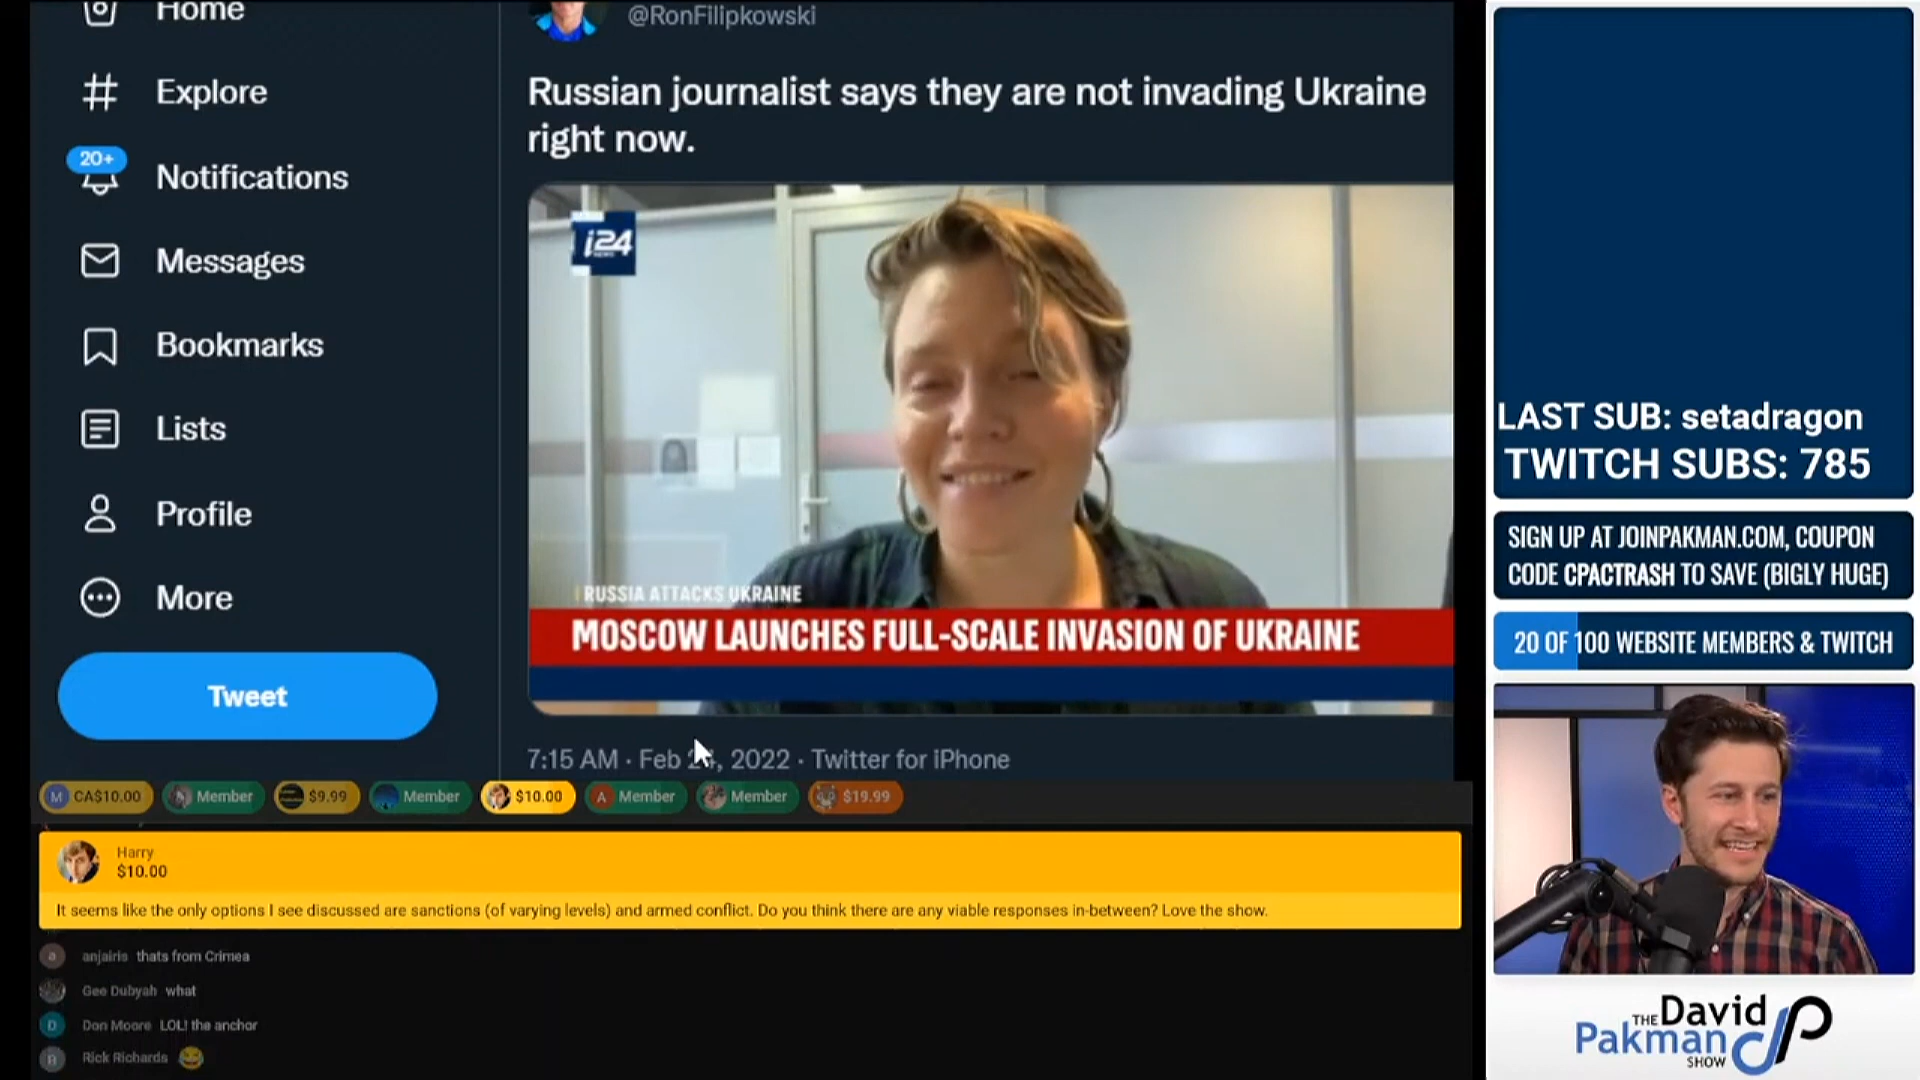 Home
@RonFilipkowski
Explore
20+
Notifications
Messages
Bookmarks
Lists
Profile
More
Tweet
Russian journalist says they are not invading Ukraine
right now.
i24
NEWS
RUSSIA ATTACKS UKRAINE
MOSCOW LAUNCHES FULL-SCALE INVASION OF UKRAINE
7:15 AM · Feb 24, 2022 · Twitter for iPhone
M CA$10.00 Member $9.99 Member $10.00 A Member Member $19.99
Harry
$10.00
It seems like the only options I see discussed are sanctions (of varying levels) and armed conflict. Do you think there are any viable responses in-between? Love the show.
a anjairis thats from Crimea
Gee Dubyah what
D Don Moore LOL! the anchor
R Rick Richards 😂
LAST SUB: setadragon
TWITCH SUBS: 785
SIGN UP AT JOINPAKMAN.COM, COUPON
CODE CPACTRASH TO SAVE (BIGLY HUGE)
20 OF 100 WEBSITE MEMBERS & TWITCH
THE David
Pakman
SHOW